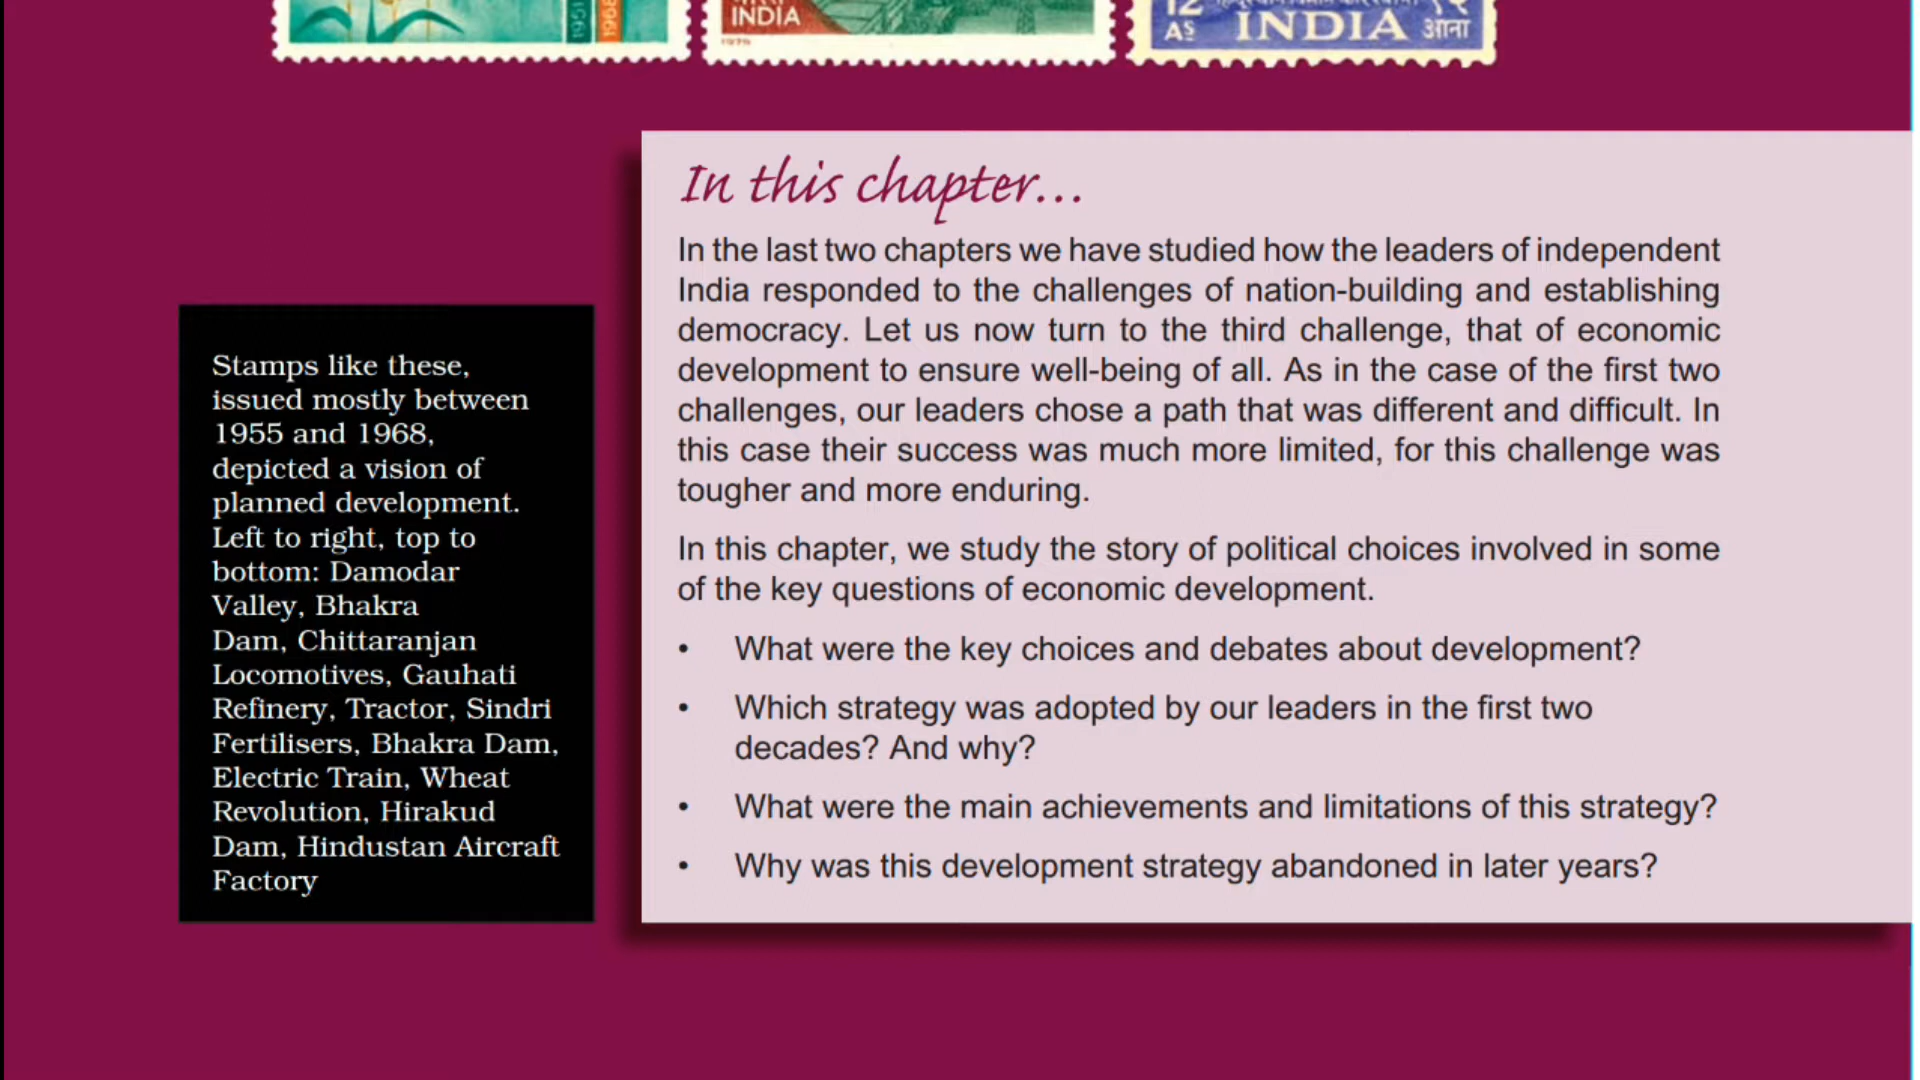 1951
1968
INDIA
1975
12
AS
INDIA
आना
In this chapter...
In the last two chapters we have studied how the leaders of independent
India responded to the challenges of nation-building and establishing
democracy. Let us now turn to the third challenge, that of economic
development to ensure well-being of all. As in the case of the first two
challenges, our leaders chose a path that was different and difficult. In
this case their success was much more limited, for this challenge was
tougher and more enduring.
In this chapter, we study the story of political choices involved in some
of the key questions of economic development.
• What were the key choices and debates about development?
• Which strategy was adopted by our leaders in the first two
decades? And why?
• What were the main achievements and limitations of this strategy?
• Why was this development strategy abandoned in later years?
Stamps like these,
issued mostly between
1955 and 1968,
depicted a vision of
planned development.
Left to right, top to
bottom: Damodar
Valley, Bhakra
Dam, Chittaranjan
Locomotives, Gauhati
Refinery, Tractor, Sindri
Fertilisers, Bhakra Dam,
Electric Train, Wheat
Revolution, Hirakud
Dam, Hindustan Aircraft
Factory